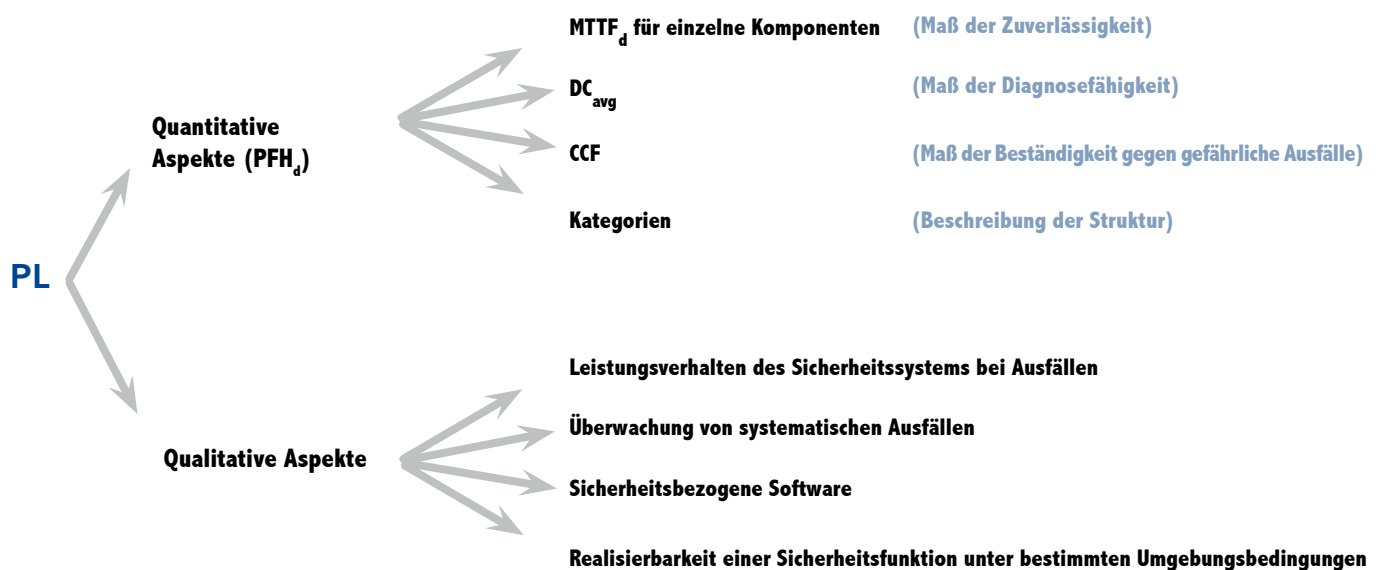 MTTFd für einzelne Komponenten (Maß der Zuverlässigkeit)
DCavg (Maß der Diagnosefähigkeit)
Quantitative
Aspekte (PFHd)
CCF (Maß der Beständigkeit gegen gefährliche Ausfälle)
Kategorien (Beschreibung der Struktur)
PL
Leistungsverhalten des Sicherheitssystems bei Ausfällen
Überwachung von systematischen Ausfällen
Qualitative Aspekte
Sicherheitsbezogene Software
Realisierbarkeit einer Sicherheitsfunktion unter bestimmten Umgebungsbedingungen